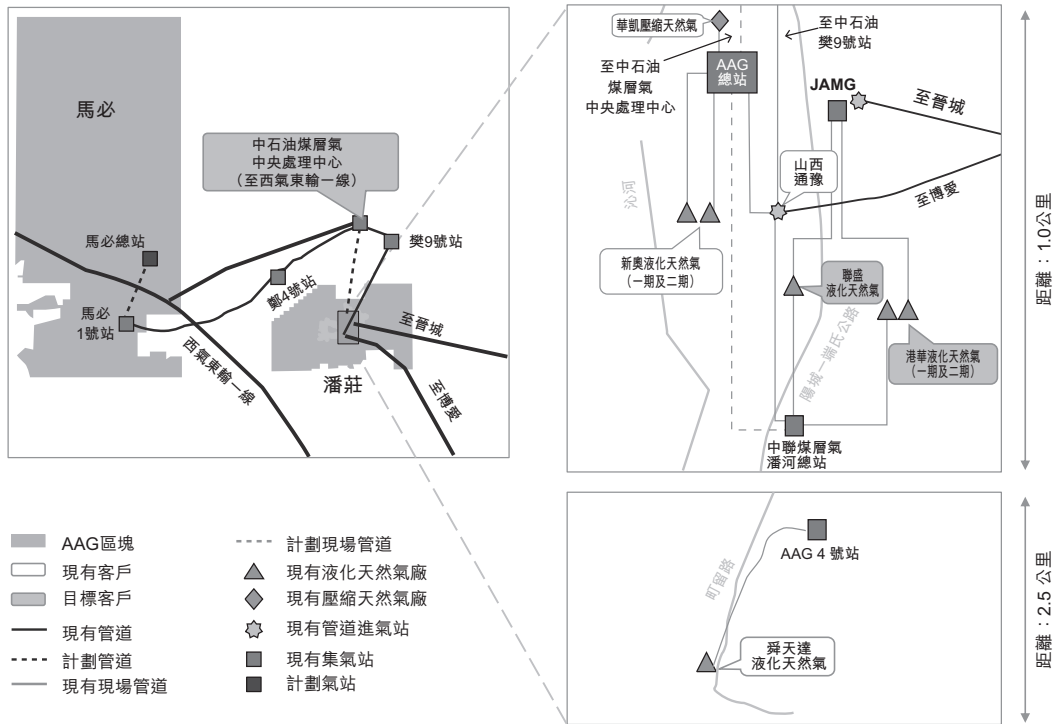 馬必
中石油煤層氣
中央處理中心
（至西氣東輸一線）
馬必總站
樊9號站
鄭4號站
馬必
1號站
至晉城
西氣東輸一線
潘莊
至博愛
華凱壓縮天然氣
至中石油
樊9號站
AAG
總站
至中石油
煤層氣
中央處理中心
JAMG
至晉城
山西
通豫
至博愛
沁河
新奧液化天然氣
（一期及二期）
聯盛
液化天然氣
陽城－端氏公路
港華液化天然氣
（一期及二期）
中聯煤層氣
潘河總站
距離：1.0公里
AAG 4 號站
町留路
舜天達
液化天然氣
距離：2.5 公里
AAG區塊
現有客戶
目標客戶
現有管道
計劃管道
現有現場管道
計劃現場管道
現有液化天然氣廠
現有壓縮天然氣廠
現有管道進氣站
現有集氣站
計劃氣站